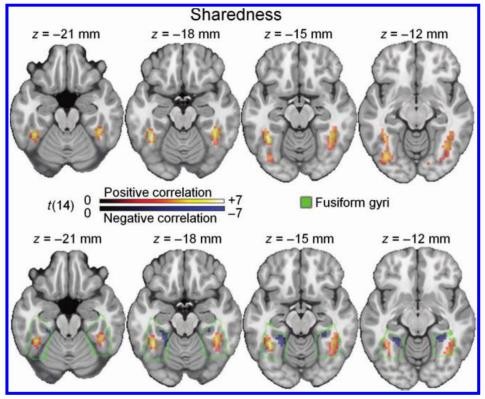 Sharedness
z = –21 mm z = –18 mm z = –15 mm z = –12 mm
Positive correlation
t(14) 0 +7 Fusiform gyri
0 –7
Negative correlation
z = –21 mm z = –18 mm z = –15 mm z = –12 mm